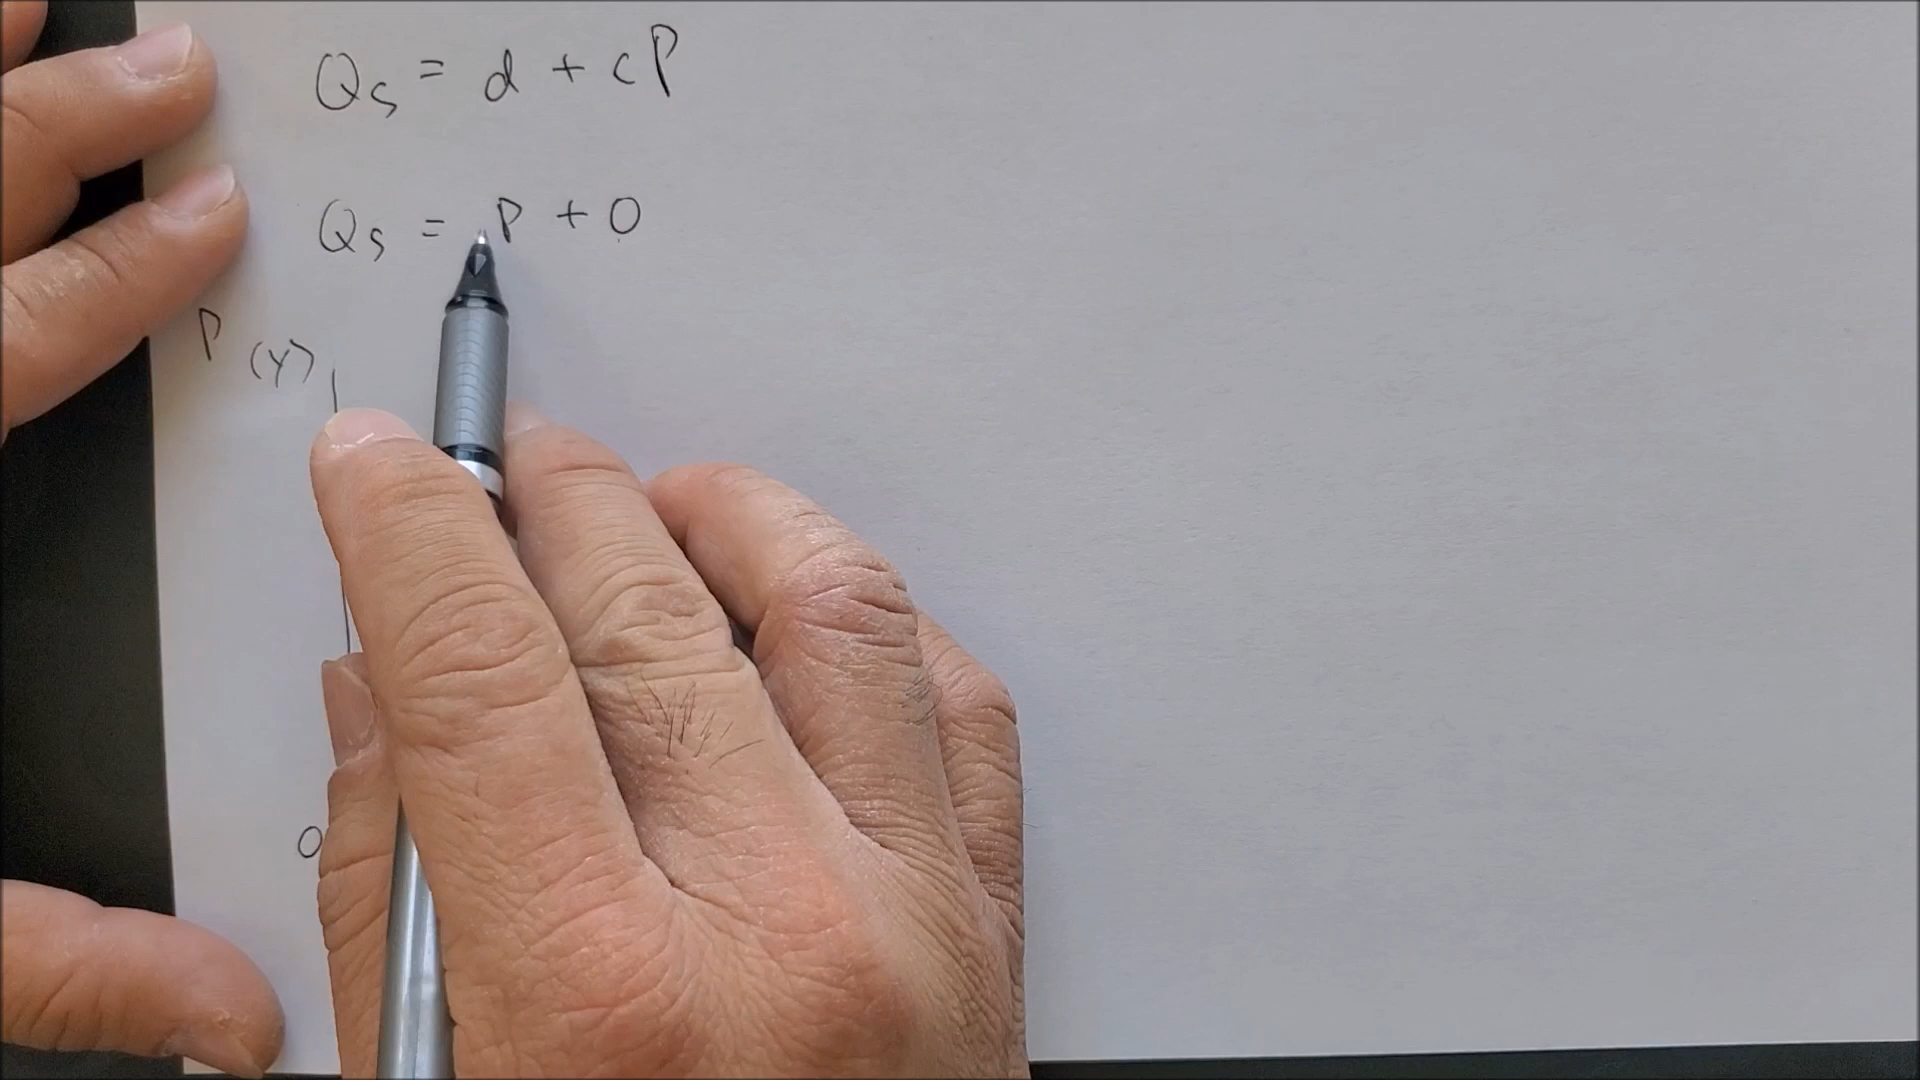 Qs = d + cP
Qs = P + 0
P (Y)
0